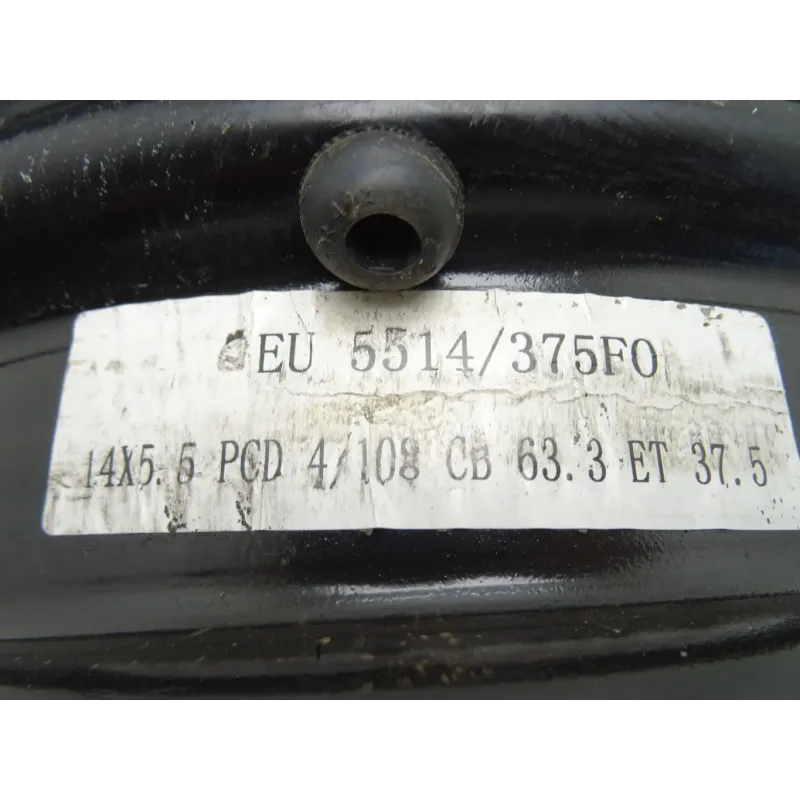 EU 5514/375FO
14X5.5 PCD 4/108 CB 63.3 ET 37.5